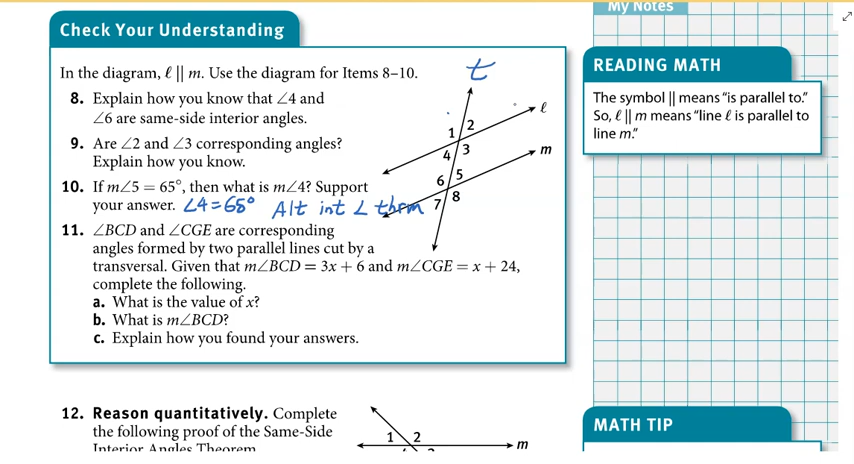 My Notes
Check Your Understanding
In the diagram, ℓ || m. Use the diagram for Items 8–10.
8. Explain how you know that ∠4 and
∠6 are same-side interior angles.
9. Are ∠2 and ∠3 corresponding angles?
Explain how you know.
10. If m∠5 = 65°, then what is m∠4? Support
your answer. ∠4=65° Alt int ∠ thrm
11. ∠BCD and ∠CGE are corresponding
angles formed by two parallel lines cut by a
transversal. Given that m∠BCD = 3x + 6 and m∠CGE = x + 24,
complete the following.
a. What is the value of x?
b. What is m∠BCD?
c. Explain how you found your answers.
t
ℓ
1 2
4 3
m
6 5
7 8
READING MATH
The symbol || means "is parallel to."
So, ℓ || m means "line ℓ is parallel to
line m."
12. Reason quantitatively. Complete
the following proof of the Same-Side
Interior Angles Theorem.
1 2
m
MATH TIP